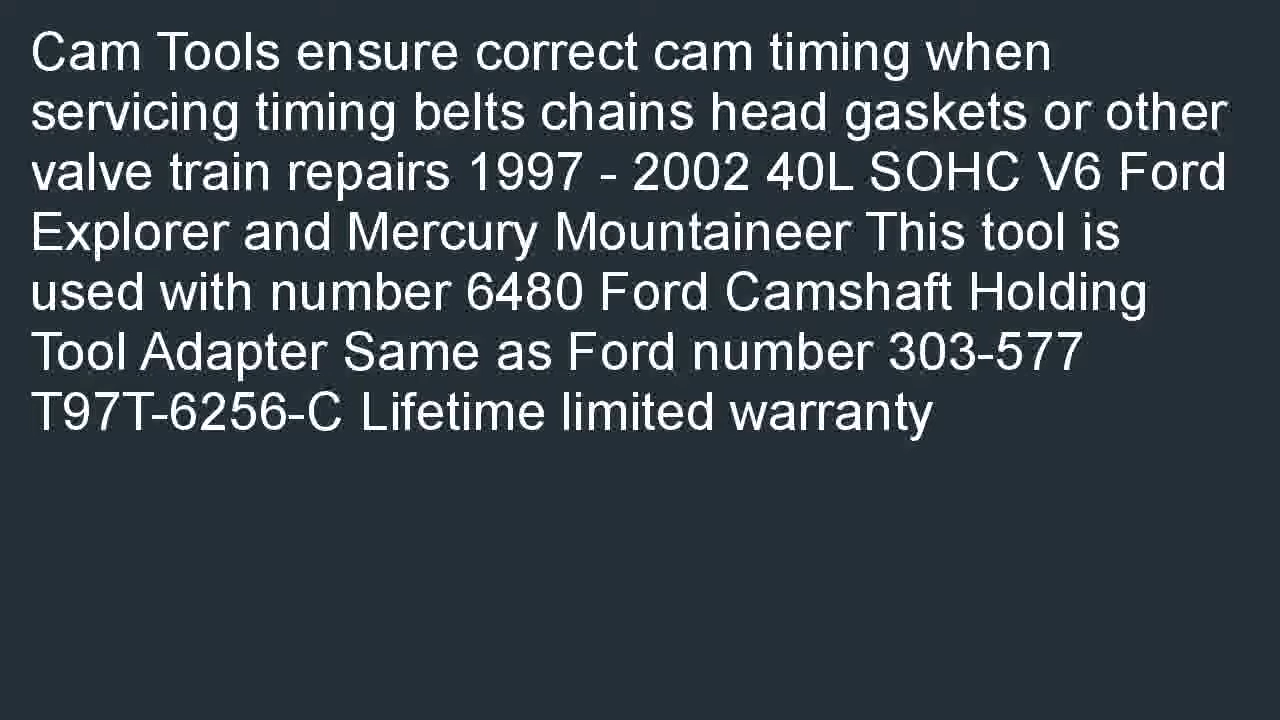 Cam Tools ensure correct cam timing when
servicing timing belts chains head gaskets or other
valve train repairs 1997 - 2002 40L SOHC V6 Ford
Explorer and Mercury Mountaineer This tool is
used with number 6480 Ford Camshaft Holding
Tool Adapter Same as Ford number 303-577
T97T-6256-C Lifetime limited warranty